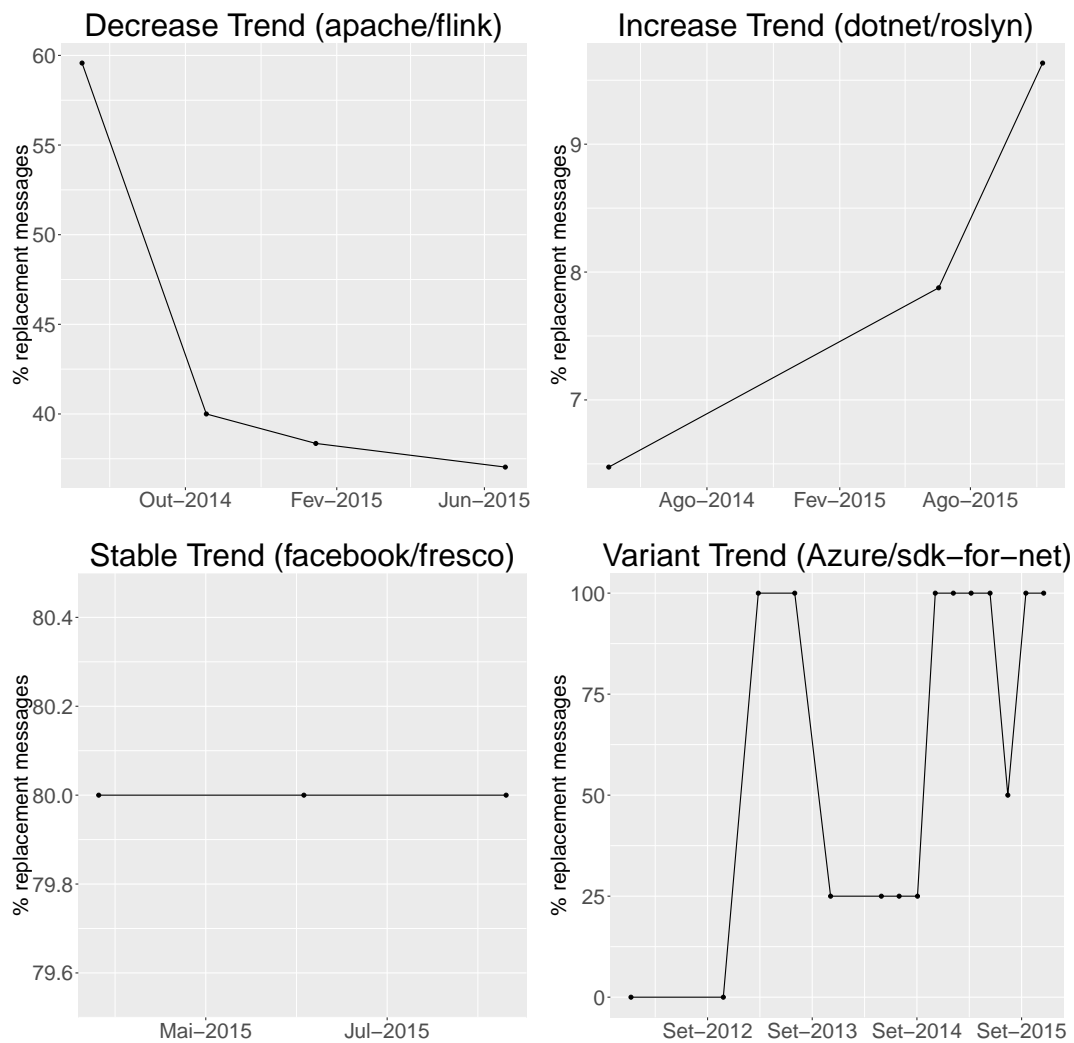 Decrease Trend (apache/flink)
% replacement messages
60
55
50
45
40
Out–2014 Fev–2015 Jun–2015
Increase Trend (dotnet/roslyn)
% replacement messages
9
8
7
Ago–2014 Fev–2015 Ago–2015
Stable Trend (facebook/fresco)
% replacement messages
80.4
80.2
80.0
79.8
79.6
Mai–2015 Jul–2015
Variant Trend (Azure/sdk–for–net)
% replacement messages
100
75
50
25
0
Set–2012 Set–2013 Set–2014 Set–2015